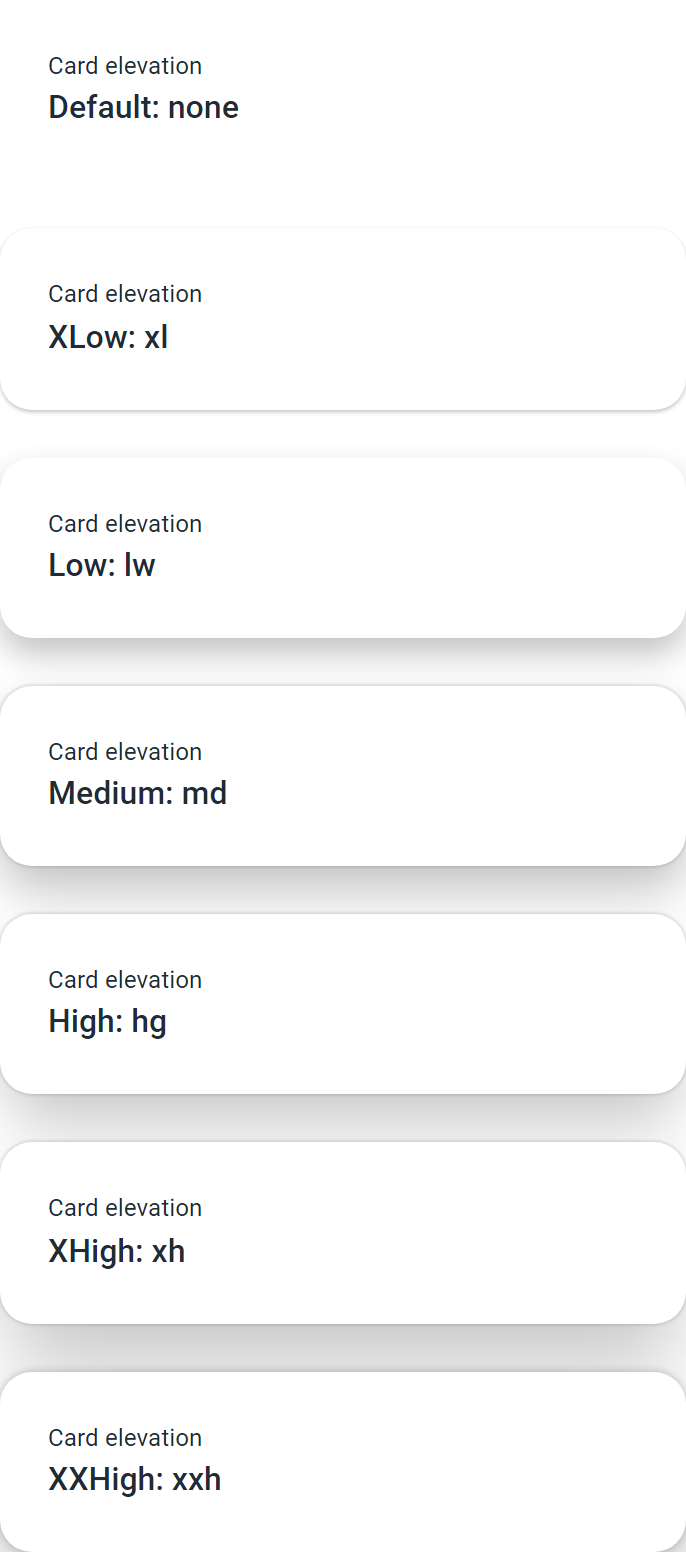 Card elevation
Default: none
Card elevation
XLow: xl
Card elevation
Low: lw
Card elevation
Medium: md
Card elevation
High: hg
Card elevation
XHigh: xh
Card elevation
XXHigh: xxh